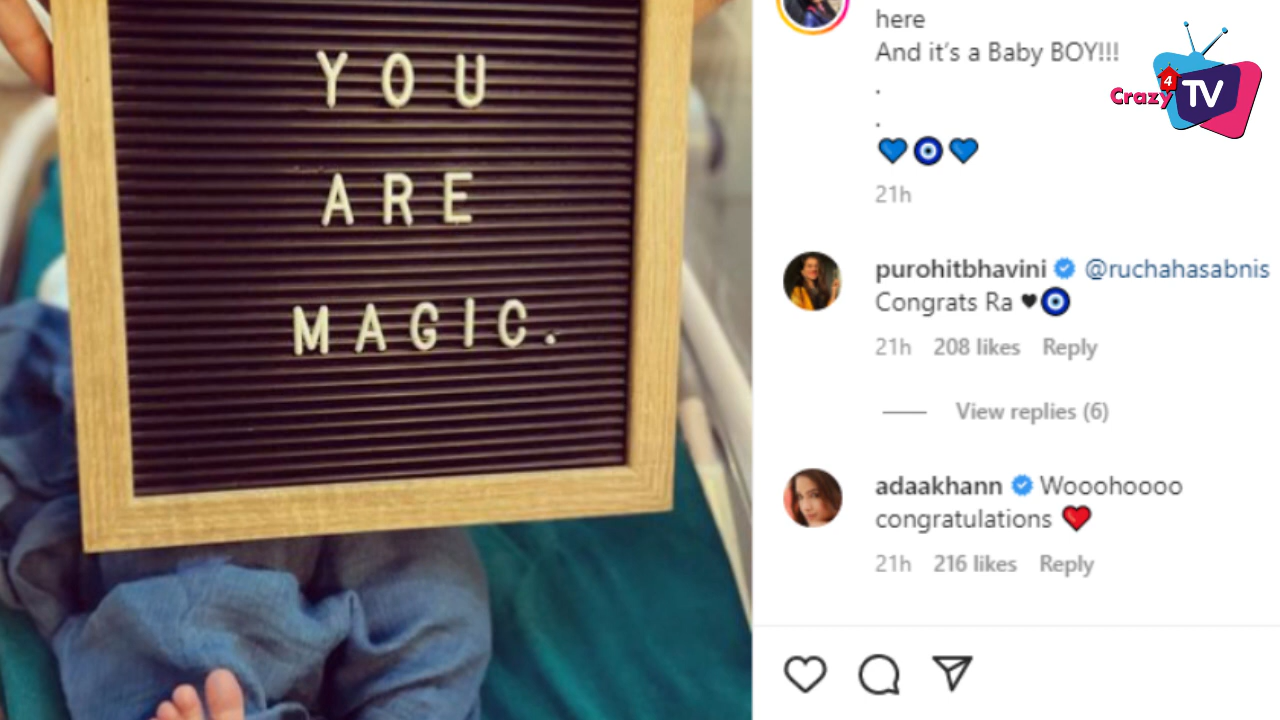 YOU
ARE
MAGIC.
here
And it's a Baby BOY!!!
.
.
💙🧿💙
21h
purohitbhavini @ruchahasabnis
Congrats Ra 🖤🧿
21h 208 likes Reply
View replies (6)
adaakhann Wooohoooo
congratulations ❤️
21h 216 likes Reply
Crazy 4 TV